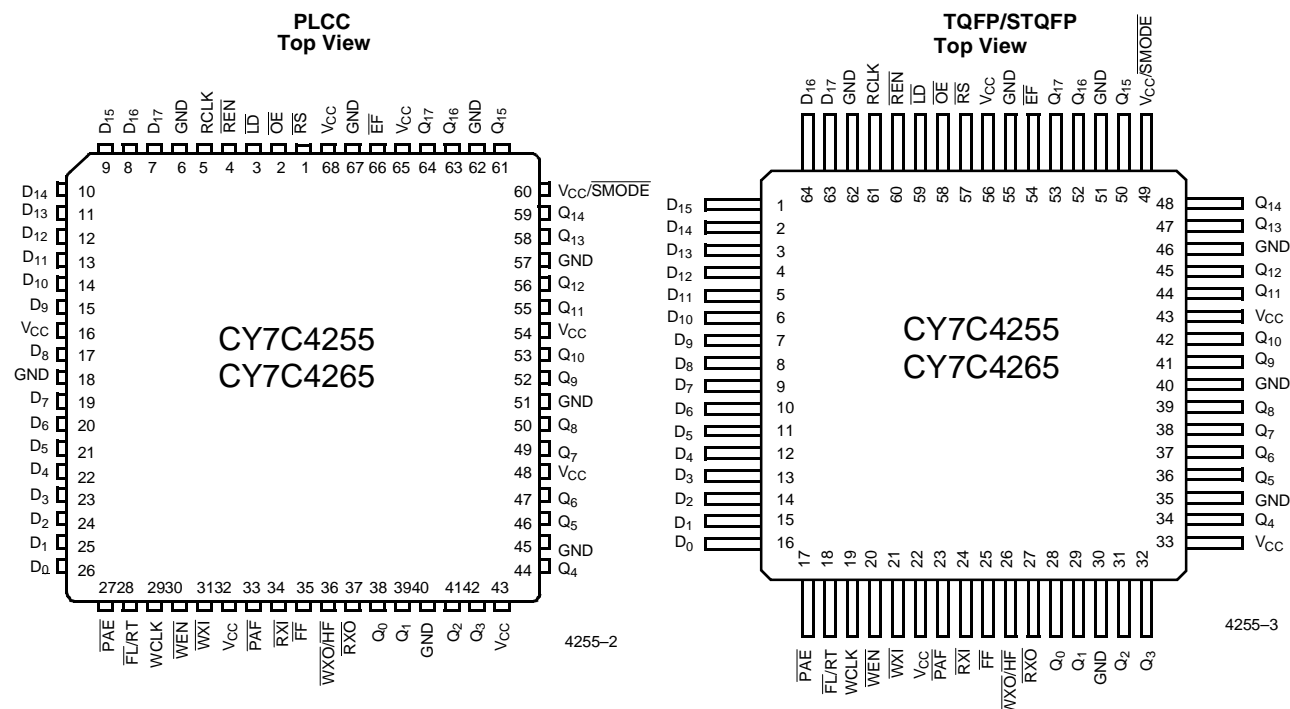 PLCC
Top View
D15
D16
D17
GND
RCLK
REN
LD
OE
RS
VCC
GND
EF
VCC
Q17
Q16
GND
Q15
9 8 7 6 5 4 3 2 1 68 67 66 65 64 63 62 61
D14 10
D13 11
D12 12
D11 13
D10 14
D9 15
VCC 16
D8 17
GND 18
D7 19
D6 20
D5 21
D4 22
D3 23
D2 24
D1 25
D0 26
CY7C4255
CY7C4265
60 VCC/SMODE
59 Q14
58 Q13
57 GND
56 Q12
55 Q11
54 VCC
53 Q10
52 Q9
51 GND
50 Q8
49 Q7
48 VCC
47 Q6
46 Q5
45 GND
44 Q4
27 28 29 30 31 32 33 34 35 36 37 38 39 40 41 42 43
PAE
FL/RT
WCLK
WEN
WXI
VCC
PAF
RXI
FF
WXO/HF
RXO
Q0
Q1
GND
Q2
Q3
VCC
4255–2
TQFP/STQFP
Top View
D16
D17
GND
RCLK
REN
LD
OE
RS
VCC
GND
EF
Q17
Q16
GND
Q15
VCC/SMODE
64 63 62 61 60 59 58 57 56 55 54 53 52 51 50 49
D15 1
D14 2
D13 3
D12 4
D11 5
D10 6
D9 7
D8 8
D7 9
D6 10
D5 11
D4 12
D3 13
D2 14
D1 15
D0 16
CY7C4255
CY7C4265
48 Q14
47 Q13
46 GND
45 Q12
44 Q11
43 VCC
42 Q10
41 Q9
40 GND
39 Q8
38 Q7
37 Q6
36 Q5
35 GND
34 Q4
33 VCC
17 18 19 20 21 22 23 24 25 26 27 28 29 30 31 32
PAE
FL/RT
WCLK
WEN
WXI
VCC
PAF
RXI
FF
WXO/HF
RXO
Q0
Q1
GND
Q2
Q3
4255–3